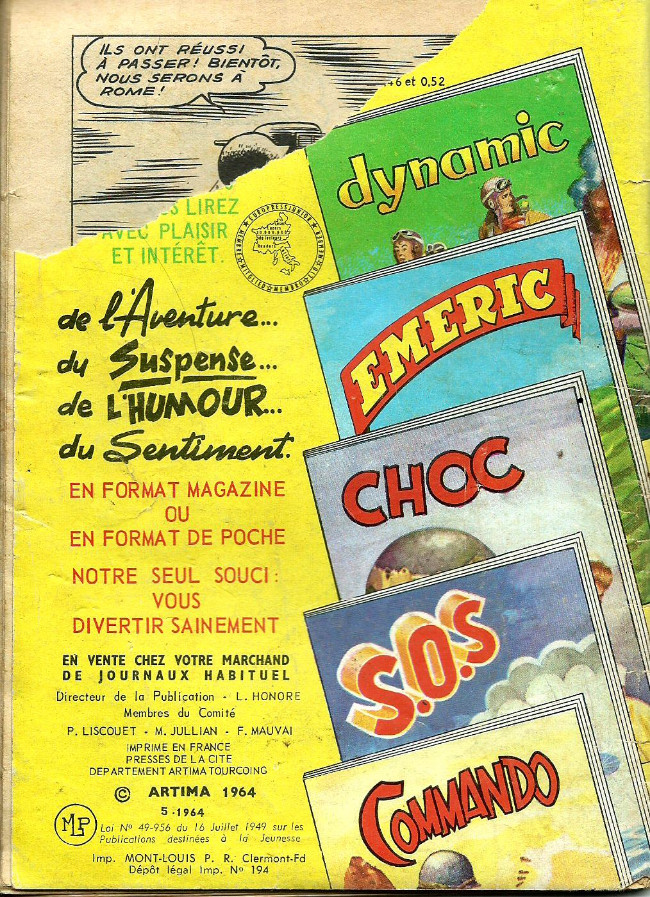 ILS ONT RÉUSSI
À PASSER! BIENTÔT,
NOUS SERONS À
ROME!
6 et 0,52
LIREZ
AVEC PLAISIR
ET INTÉRÊT.
EUROPRESSEJUNIOR
dynamic
de l'Aventure...
du Suspense...
de L'HUMOUR...
du Sentiment.
EMERIC
EN FORMAT MAGAZINE
OU
EN FORMAT DE POCHE
CHOC
NOTRE SEUL SOUCI:
VOUS
DIVERTIR SAINEMENT
S.O.S
EN VENTE CHEZ VOTRE MARCHAND
DE JOURNAUX HABITUEL
Directeur de la Publication - L. HONORE
Membres du Comité
P. LISCOUET - M. JULLIAN - F. MAUVAI
IMPRIME EN FRANCE
PRESSES DE LA CITE
DEPARTEMENT ARTIMA TOURCOING
© ARTIMA 1964
5-1964
COMMANDO
MLP
Loi N° 49-956 du 16 Juillet 1949 sur les
Publications destinées à la Jeunesse
Imp. MONT-LOUIS P. R. Clermont-Fd
Dépôt légal Imp. N° 194